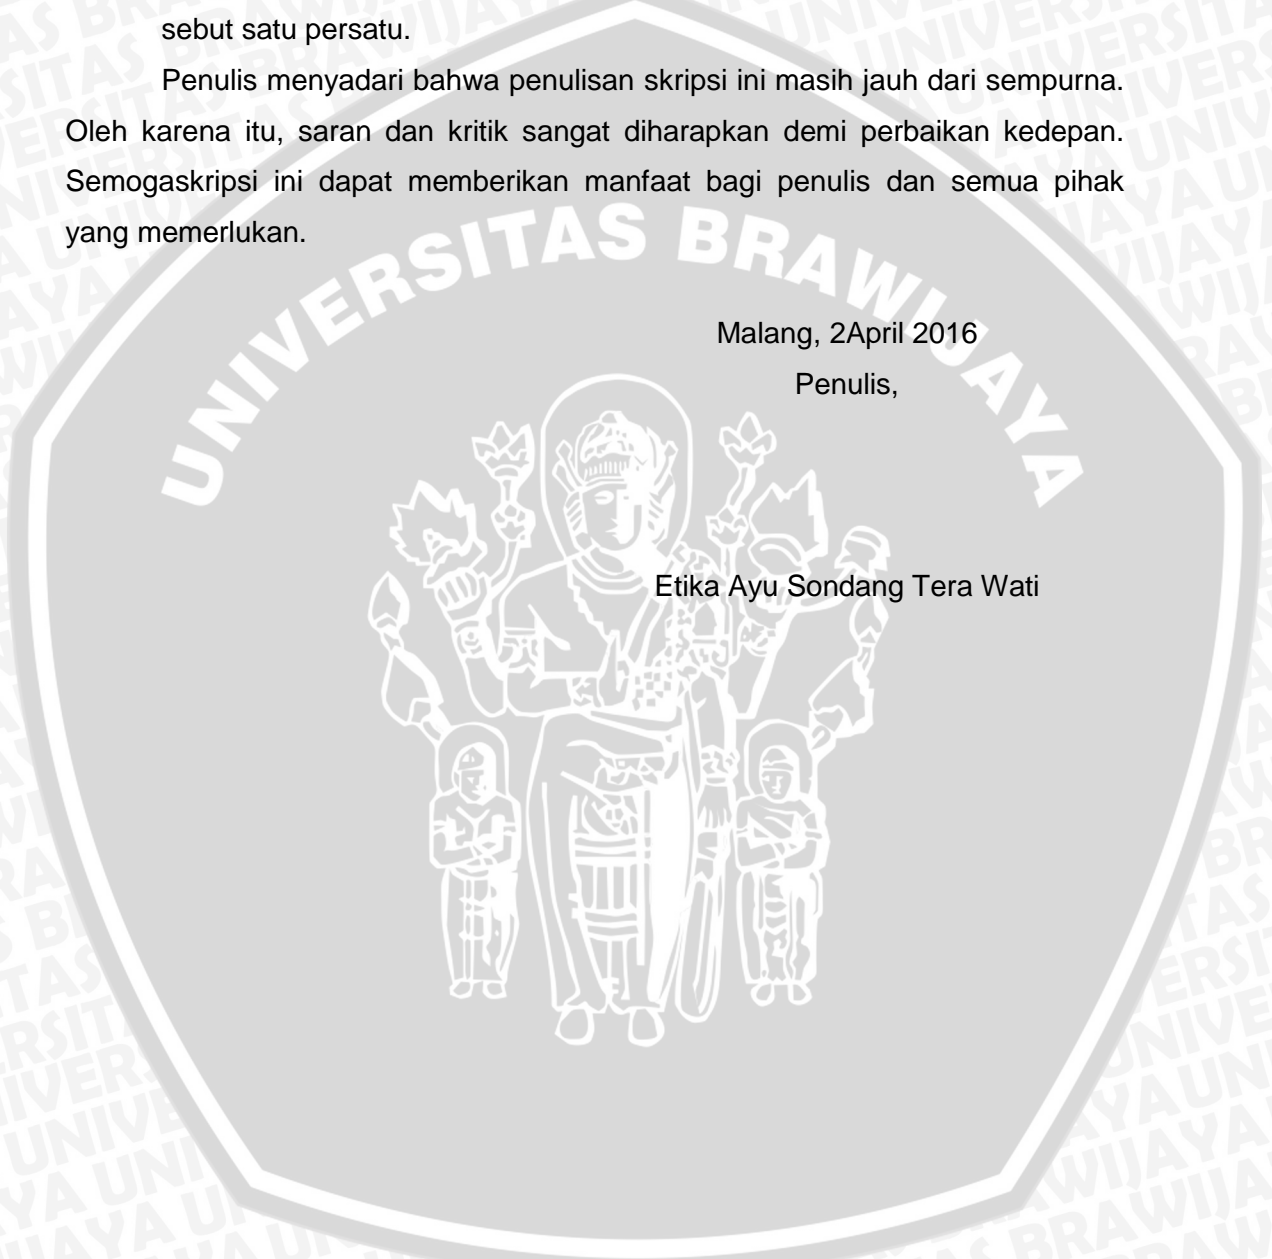 sebut satu persatu.
Penulis menyadari bahwa penulisan skripsi ini masih jauh dari sempurna.
Oleh karena itu, saran dan kritik sangat diharapkan demi perbaikan kedepan.
Semogaskripsi ini dapat memberikan manfaat bagi penulis dan semua pihak
yang memerlukan.
UNIVERSITAS BRAWIJAYA
Malang, 2April 2016
Penulis,
Etika Ayu Sondang Tera Wati